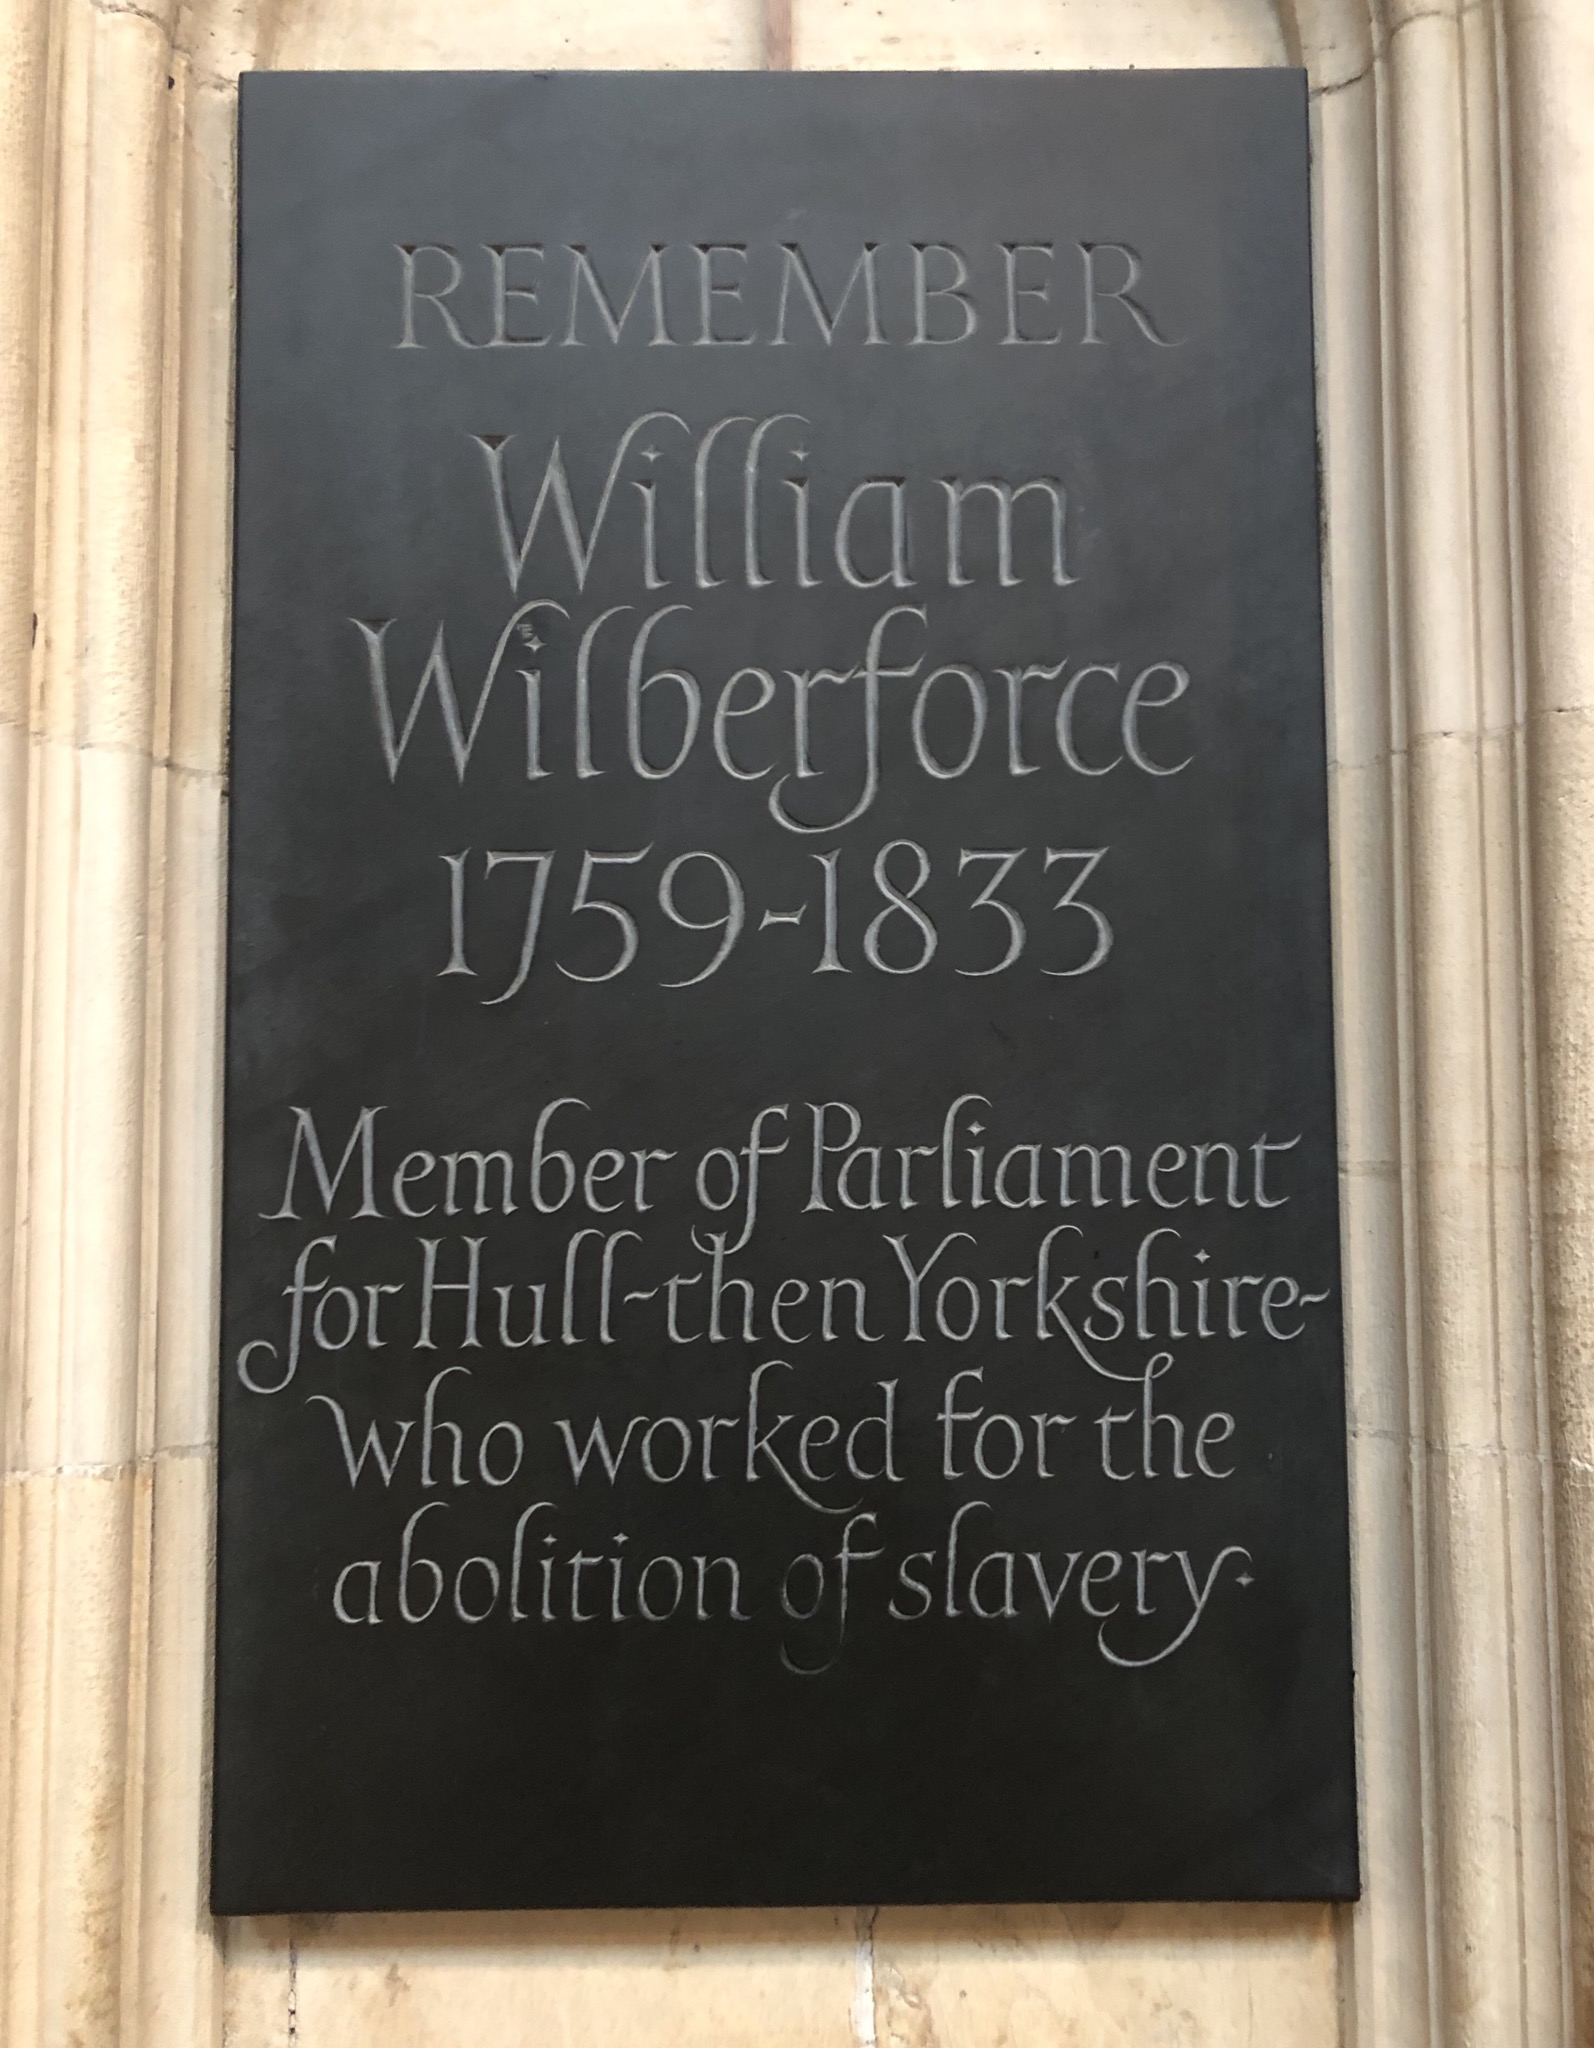 REMEMBER
William
Wilberforce
1759-1833
Member of Parliament
for Hull-then Yorkshire-
who worked for the
abolition of slavery.